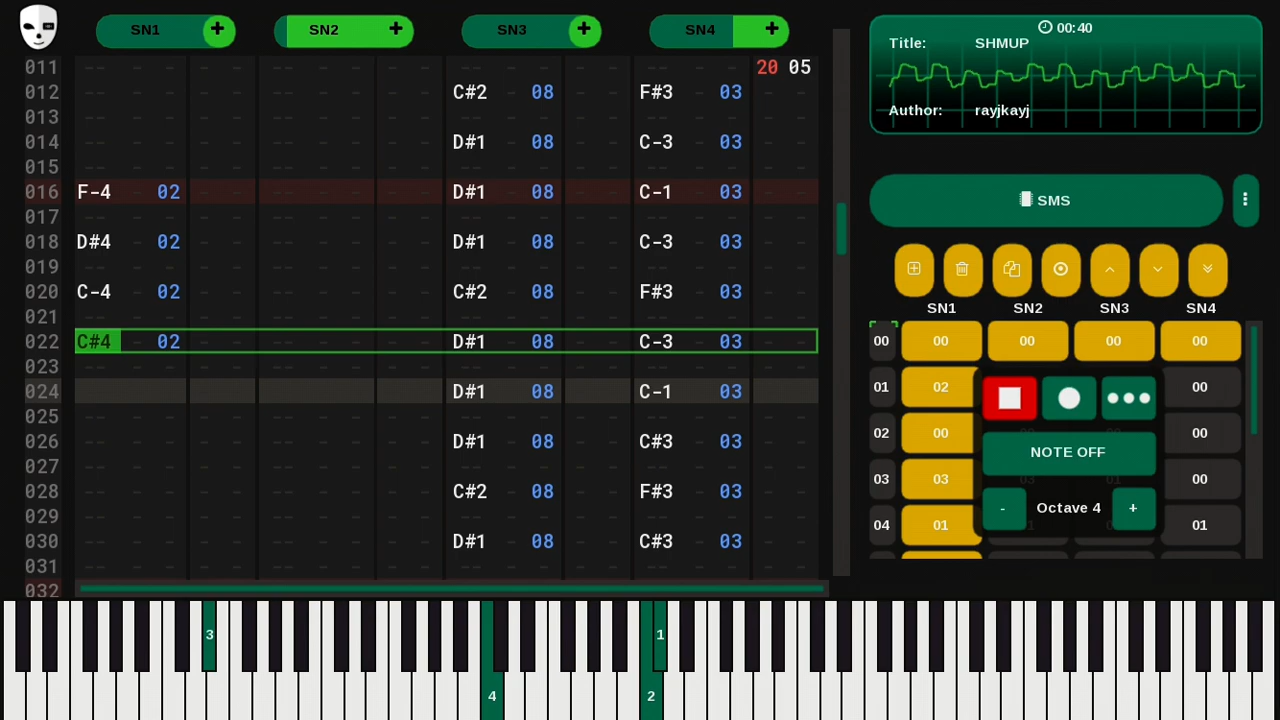 SN1 + SN2 + SN3 + SN4 +
00:40
Title: SHMUP
Author: rayjkayj
011 20 05
012 C#2 08 F#3 03
013
014 D#1 08 C-3 03
015
016 F-4 02 D#1 08 C-1 03
017
018 D#4 02 D#1 08 C-3 03
019
020 C-4 02 C#2 08 F#3 03
021
022 C#4 02 D#1 08 C-3 03
023
024 D#1 08 C-1 03
025
026 D#1 08 C#3 03
027
028 C#2 08 F#3 03
029
030 D#1 08 C#3 03
031
032
SMS
SN1 SN2 SN3 SN4
00 00 00 00 00
01 02 00
02 00 00
03 03 00
04 01 01
NOTE OFF
- Octave 4 +
3 1
4 2